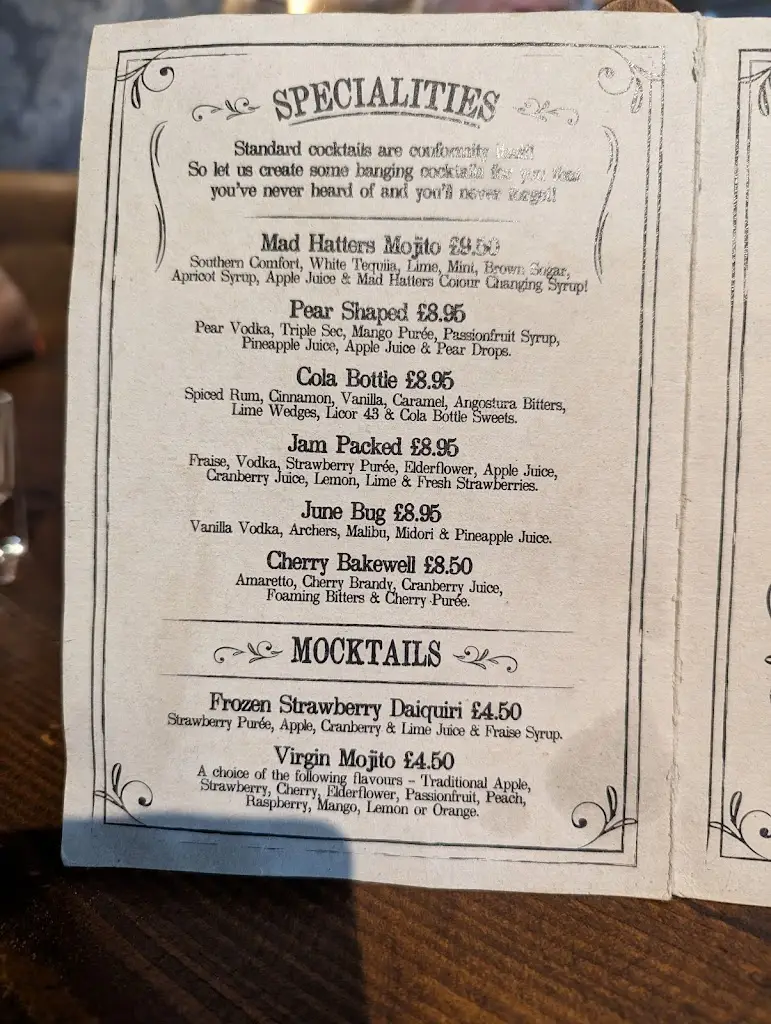 SPECIALITIES
Standard cocktails are conformity
So let us create some banging cocktails for you that
you've never heard of and you'll never forget!
Mad Hatters Mojito £9.50
Southern Comfort, White Tequila, Lime, Mint, Brown Sugar,
Apricot Syrup, Apple Juice & Mad Hatters Colour Changing Syrup!
Pear Shaped £8.95
Pear Vodka, Triple Sec, Mango Purée, Passionfruit Syrup,
Pineapple Juice, Apple Juice & Pear Drops.
Cola Bottle £8.95
Spiced Rum, Cinnamon, Vanilla, Caramel, Angostura Bitters,
Lime Wedges, Licor 43 & Cola Bottle Sweets.
Jam Packed £8.95
Fraise, Vodka, Strawberry Purée, Elderflower, Apple Juice,
Cranberry Juice, Lemon, Lime & Fresh Strawberries.
June Bug £8.95
Vanilla Vodka, Archers, Malibu, Midori & Pineapple Juice.
Cherry Bakewell £8.50
Amaretto, Cherry Brandy, Cranberry Juice,
Foaming Bitters & Cherry Purée.
MOCKTAILS
Frozen Strawberry Daiquiri £4.50
Strawberry Purée, Apple, Cranberry & Lime Juice & Fraise Syrup.
Virgin Mojito £4.50
A choice of the following flavours - Traditional Apple,
Strawberry, Cherry, Elderflower, Passionfruit, Peach,
Raspberry, Mango, Lemon or Orange.